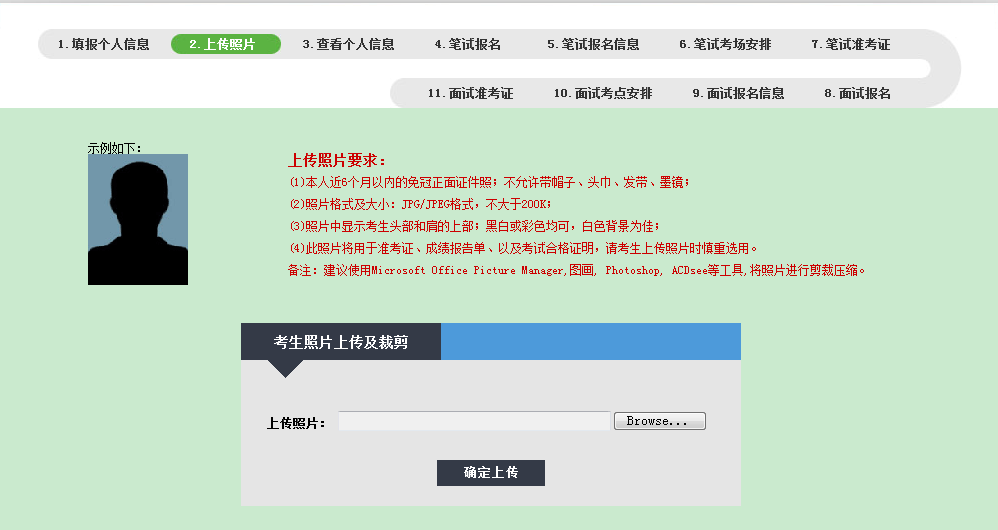 1.填报个人信息 2.上传照片 3.查看个人信息 4.笔试报名 5.笔试报名信息 6.笔试考场安排 7.笔试准考证
11.面试准考证 10.面试考点安排 9.面试报名信息 8.面试报名
示例如下：
上传照片要求：
(1)本人近6个月以内的免冠正面证件照；不允许带帽子、头巾、发带、墨镜；
(2)照片格式及大小：JPG/JPEG格式，不大于200K；
(3)照片中显示考生头部和肩的上部；黑白或彩色均可，白色背景为佳；
(4)此照片将用于准考证、成绩报告单、以及考试合格证明，请考生上传照片时慎重选用。
备注：建议使用Microsoft Office Picture Manager,图画, Photoshop, ACDsee等工具,将照片进行剪裁压缩。
考生照片上传及裁剪
上传照片： Browse...
确定上传